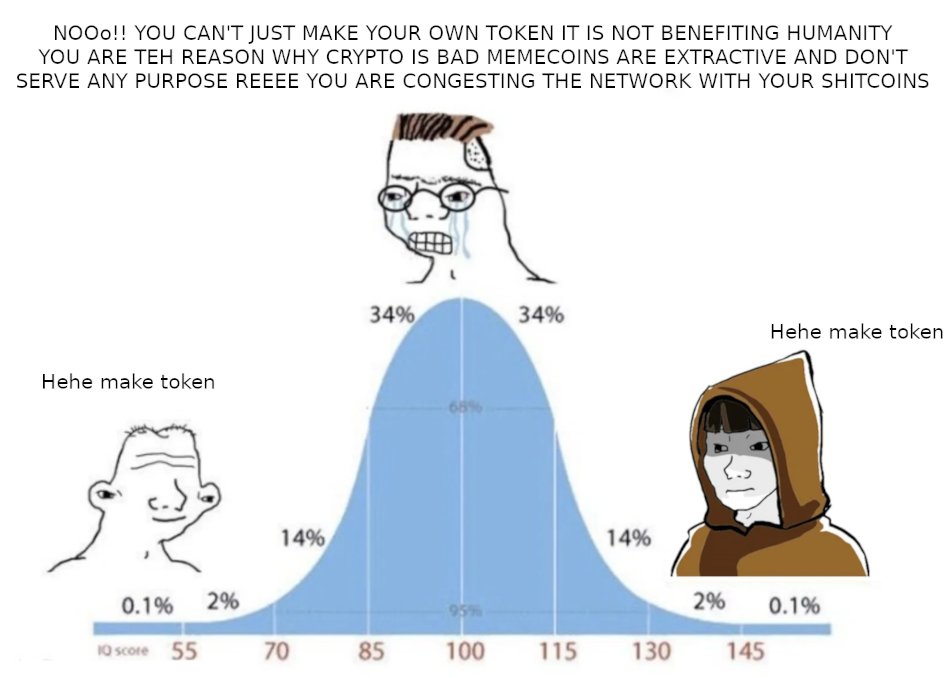 NOOo!! YOU CAN'T JUST MAKE YOUR OWN TOKEN IT IS NOT BENEFITING HUMANITY
YOU ARE TEH REASON WHY CRYPTO IS BAD MEMECOINS ARE EXTRACTIVE AND DON'T
SERVE ANY PURPOSE REEEE YOU ARE CONGESTING THE NETWORK WITH YOUR SHITCOINS
34% 34%
Hehe make token
Hehe make token
68%
14% 14%
0.1% 2% 95% 2% 0.1%
IQ score 55 70 85 100 115 130 145